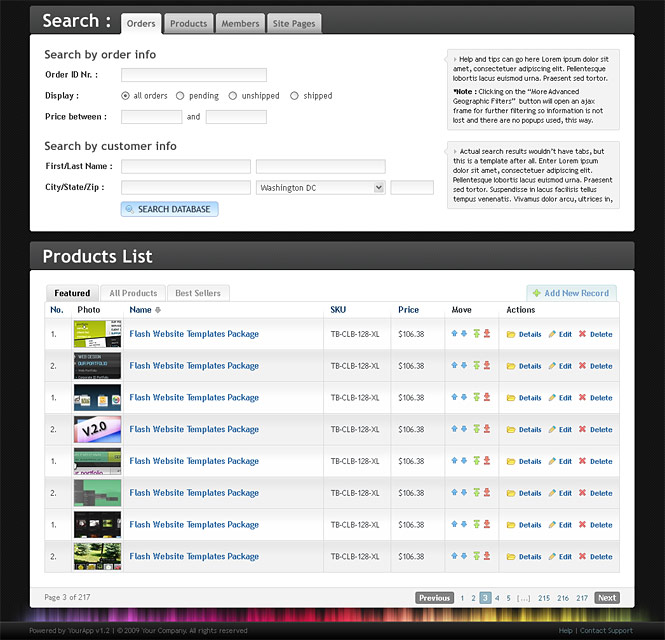 Search : Orders Products Members Site Pages
Search by order info
Order ID Nr. :
Display : all orders pending unshipped shipped
Price between : and
Search by customer info
First/Last Name :
City/State/Zip : Washington DC
SEARCH DATABASE
Help and tips can go here Lorem ipsum dolor sit
amet, consectetuer adipiscing elit. Pellentesque
lobortis lacus euismod urna. Praesent sed tortor.
*Note : Clicking on the “More Advanced
Geographic Filters” button will open an ajax
frame for further filtering so information is not
lost and there are no popups used, this way.
Actual search results wouldn’t have tabs, but
this is a template after all. Enter Lorem ipsum
dolor sit amet, consectetuer adipiscing elit.
Pellentesque lobortis lacus euismod urna. Praesent
sed tortor. Suspendisse in lacus facilisis tellus
tempus venenatis. Vivamus dolor arcu, ultrices in,
Products List
Featured All Products Best Sellers Add New Record
No. Photo Name SKU Price Move Actions
1. Flash Website Templates Package TB-CLB-128-XL $106.38 Details Edit Delete
2. WEB DESIGN OUR PORTFOLIO Flash Website Templates Package TB-CLB-128-XL $106.38 Details Edit Delete
1. Flash Website Templates Package TB-CLB-128-XL $106.38 Details Edit Delete
2. V.2.0 Flash Website Templates Package TB-CLB-128-XL $106.38 Details Edit Delete
1. portfolio Flash Website Templates Package TB-CLB-128-XL $106.38 Details Edit Delete
2. Flash Website Templates Package TB-CLB-128-XL $106.38 Details Edit Delete
1. Flash Website Templates Package TB-CLB-128-XL $106.38 Details Edit Delete
2. Flash Website Templates Package TB-CLB-128-XL $106.38 Details Edit Delete
Page 3 of 217 Previous 1 2 3 4 5 [...] 215 216 217 Next
Powered by YourApp v1.2 | © 2009 Your Company. All rights reserved Help | Contact Support